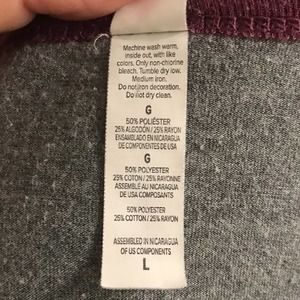 Machine wash warm,
inside out, with like
colors. Only non-chlorine
bleach. Tumble dry low.
Medium iron.
Do not iron decoration.
Do not dry clean.
G
50% POLIÉSTER
25% ALGODÓN / 25% RAYON
ENSAMBLADO EN NICARAGUA
DE COMPONENTES DE USA
G
50% POLYESTER
25% COTON / 25% RAYONNE
ASSEMBLÉ AU NICARAGUA
DE USA COMPOSANTS
50% POLYESTER
25% COTTON / 25% RAYON
ASSEMBLED IN NICARAGUA
OF US COMPONENTS
L